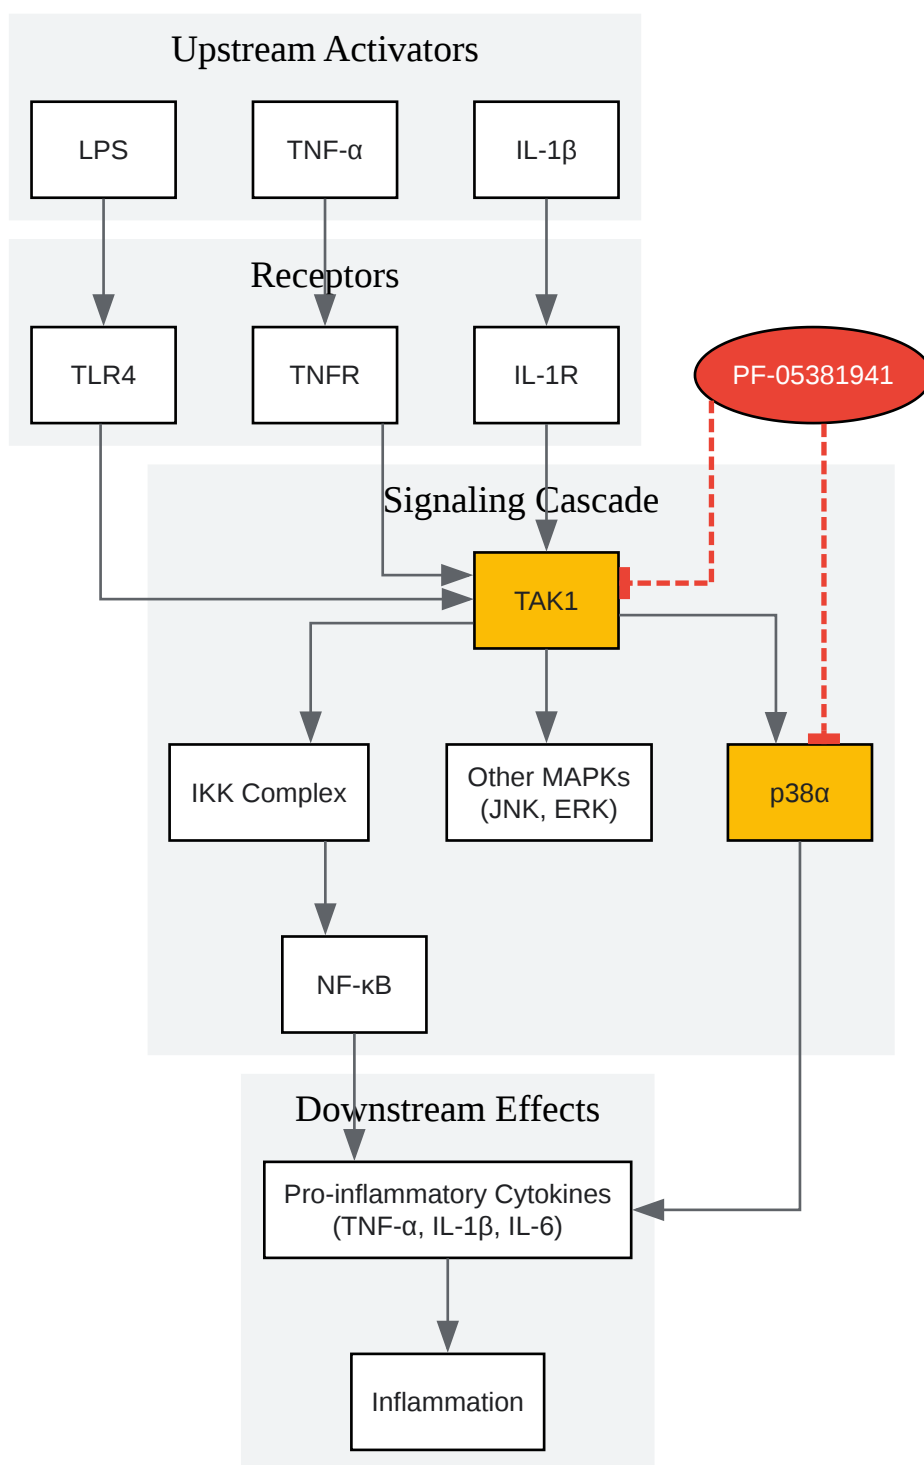 Upstream Activators
LPS
TNF-α
IL-1β
Receptors
TLR4
TNFR
IL-1R
PF-05381941
Signaling Cascade
TAK1
IKK Complex
Other MAPKs
(JNK, ERK)
p38α
NF-κB
Downstream Effects
Pro-inflammatory Cytokines
(TNF-α, IL-1β, IL-6)
Inflammation